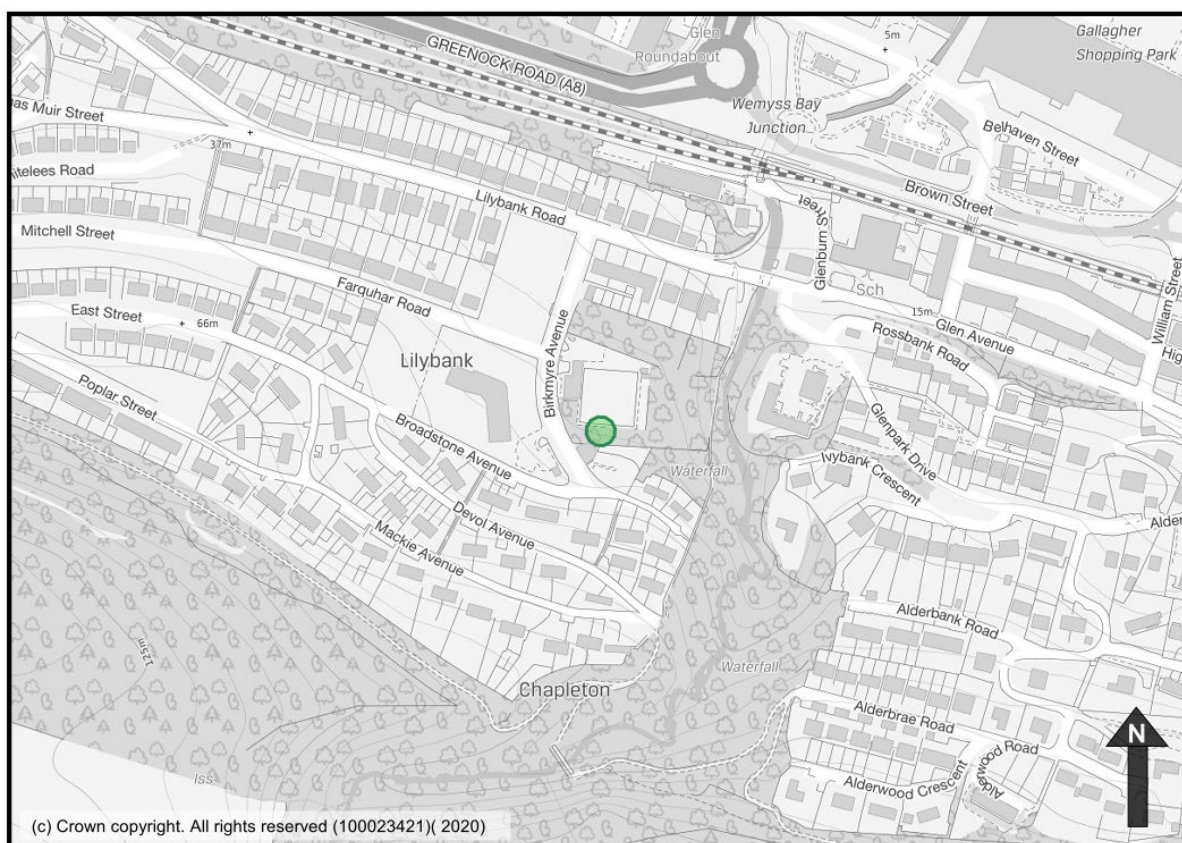 5m
Gallagher
Shopping Park
Glen
Roundabout
GREENOCK ROAD (A8)
Wemyss Bay
Junction
Belhaven Street
Brown Street
nas Muir Street
37m
itelees Road
Mitchell Street
Lilybank Road
Farquhar Road
Glenburn Street
Sch
William Street
East Street
66m
15m
Glen Avenue
Rossbank Road
Hig
Lilybank
Birkmyre Avenue
Poplar Street
Broadstone Avenue
Glenpark Drive
Waterfall
Ivybank Crescent
Devol Avenue
Mackie Avenue
Alder
Alderbank Road
125m
Waterfall
Chapleton
Alderbrae Road
Alderwood Road
Alderwood Crescent
Iss
N
(c) Crown copyright. All rights reserved (100023421)( 2020)